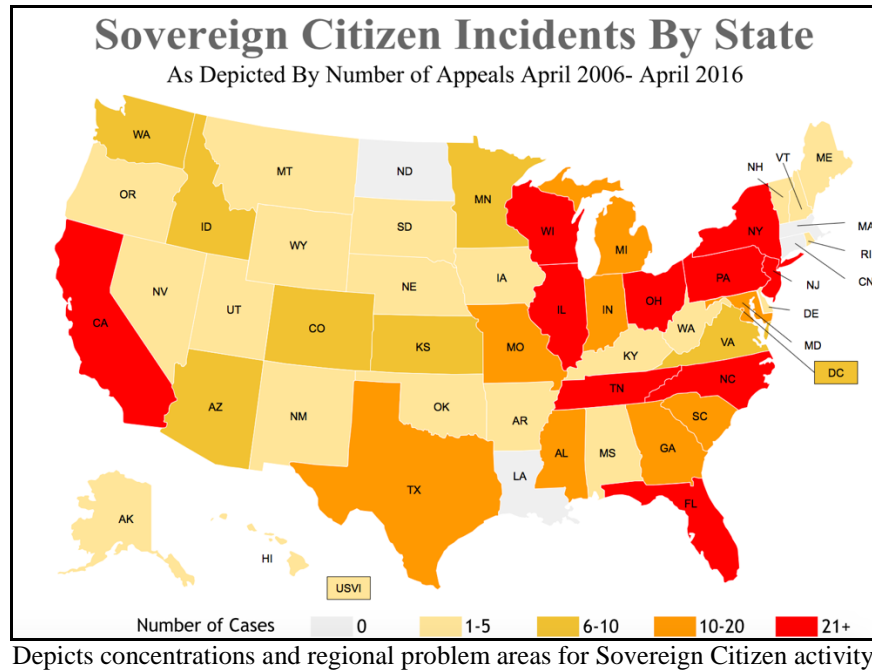 Sovereign Citizen Incidents By State
As Depicted By Number of Appeals April 2006- April 2016
WA
MT
ND
MN
OR
ID
SD
WY
WI
MI
NH
VT
ME
NY
MA
RI
CN
NV
UT
NE
IA
PA
NJ
CA
CO
KS
IL
IN
OH
DE
MD
MO
KY
WA
VA
DC
AZ
NM
OK
AR
TN
NC
SC
TX
LA
AL
MS
GA
FL
AK
HI
USVI
Number of Cases 0 1-5 6-10 10-20 21+
Depicts concentrations and regional problem areas for Sovereign Citizen activity